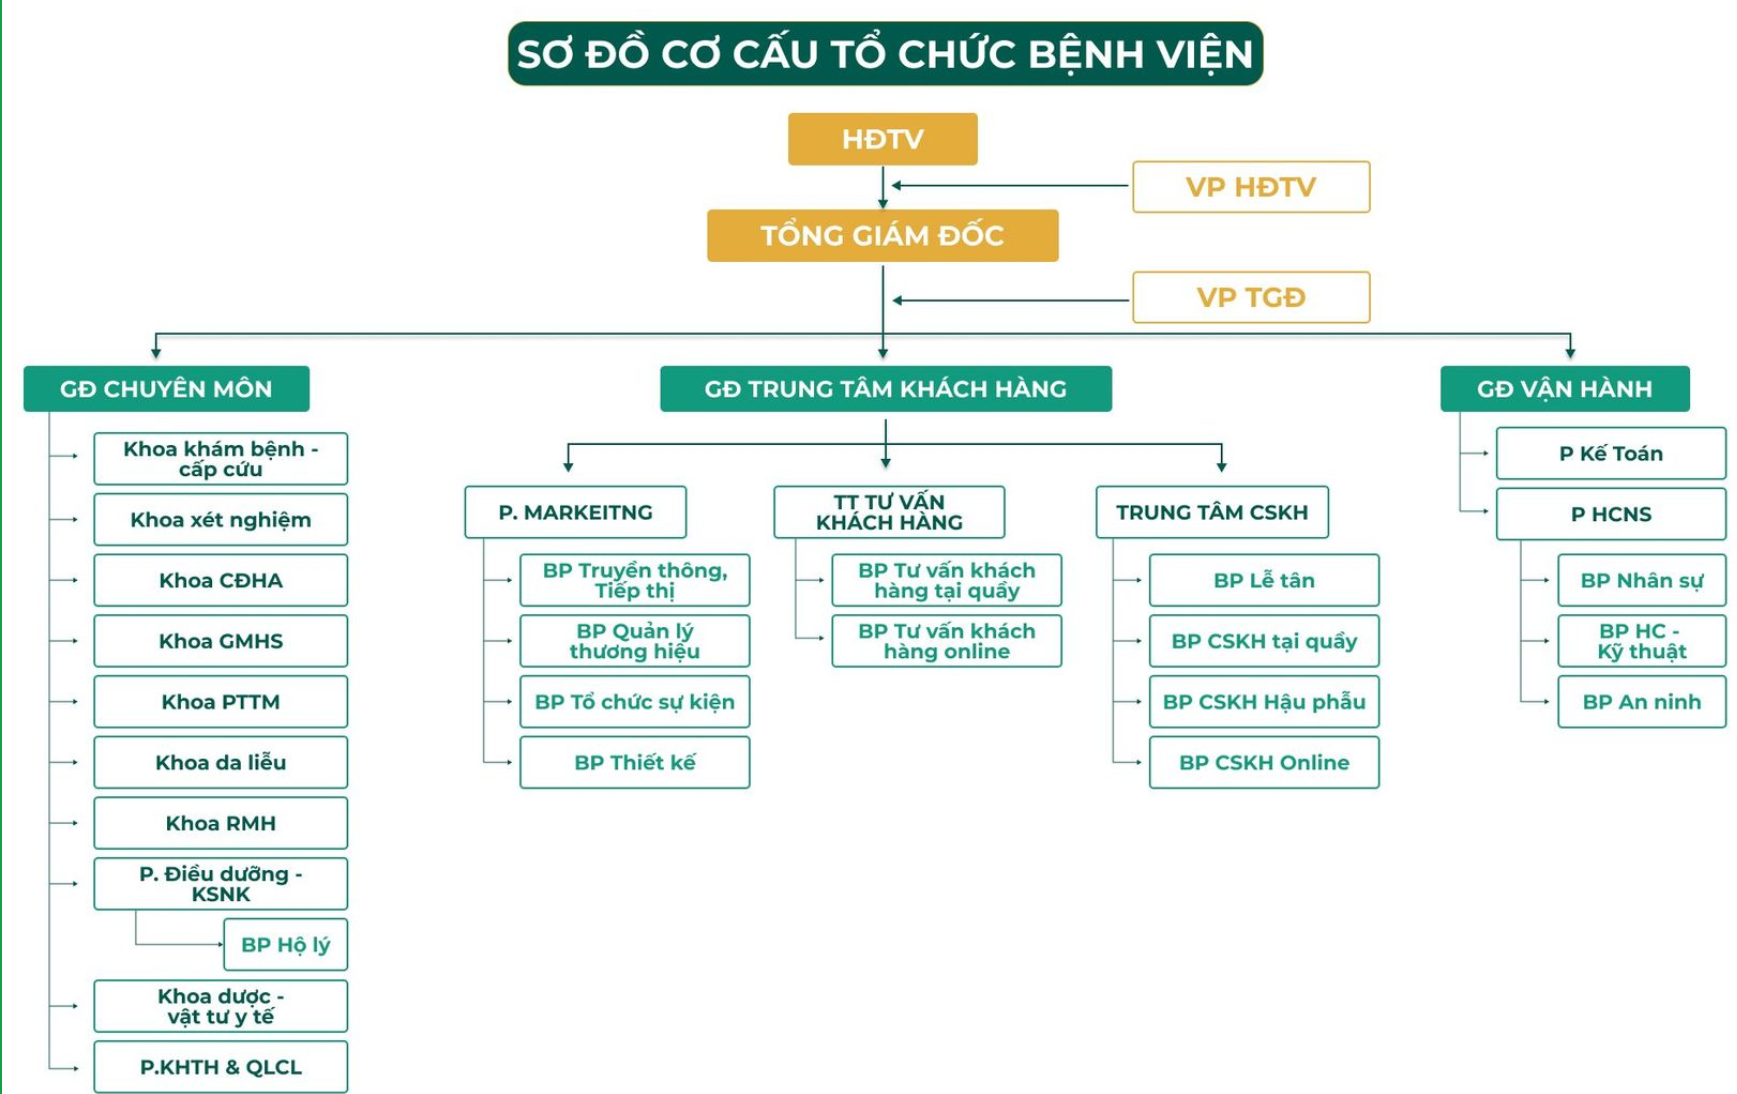 SƠ ĐỒ CƠ CẤU TỔ CHỨC BỆNH VIỆN
HĐTV
VP HĐTV
TỔNG GIÁM ĐỐC
VP TGĐ
GĐ CHUYÊN MÔN
Khoa khám bệnh -
cấp cứu
Khoa xét nghiệm
Khoa CĐHA
Khoa GMHS
Khoa PTTM
Khoa da liễu
Khoa RMH
P. Điều dưỡng -
KSNK
BP Hộ lý
Khoa dược -
vật tư y tế
P.KHTH & QLCL
GĐ TRUNG TÂM KHÁCH HÀNG
P. MARKEITNG
BP Truyền thông,
Tiếp thị
BP Quản lý
thương hiệu
BP Tổ chức sự kiện
BP Thiết kế
TT TƯ VẤN
KHÁCH HÀNG
BP Tư vấn khách
hàng tại quầy
BP Tư vấn khách
hàng online
TRUNG TÂM CSKH
BP Lễ tân
BP CSKH tại quầy
BP CSKH Hậu phẫu
BP CSKH Online
GĐ VẬN HÀNH
P Kế Toán
P HCNS
BP Nhân sự
BP HC -
Kỹ thuật
BP An ninh